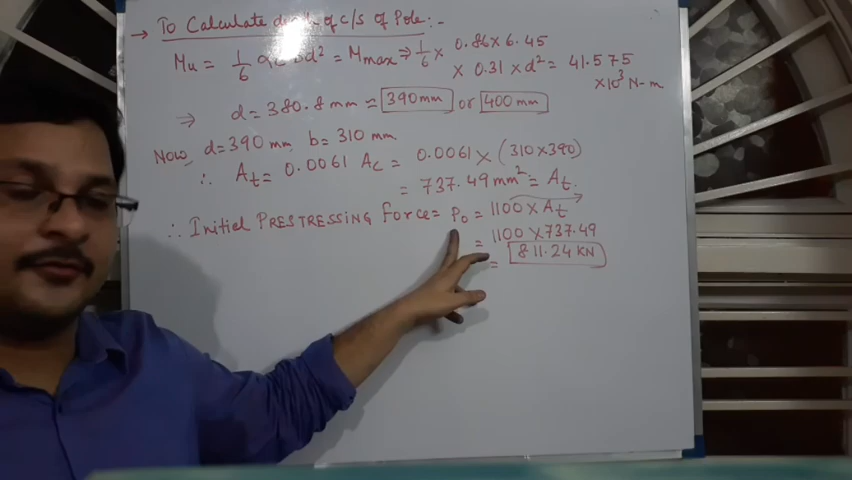 → To Calculate depth of c/s of Pole:-
Mu = 1/6 αc bd² = Mmax ⇒ 1/6 × 0.86 × 6.45
× 0.31 × d² = 41.575
×10³ N-m
⇒ d = 380.8 mm = 390mm or 400 mm
Now, d=390 mm b= 310 mm
∴ At = 0.0061 Ac = 0.0061 × (310×390)
= 737.49 mm² = At.
∴ Initial PRESTRESSING force = P₀ = 1100 × At
= 1100 × 737.49
= 811.24 KN